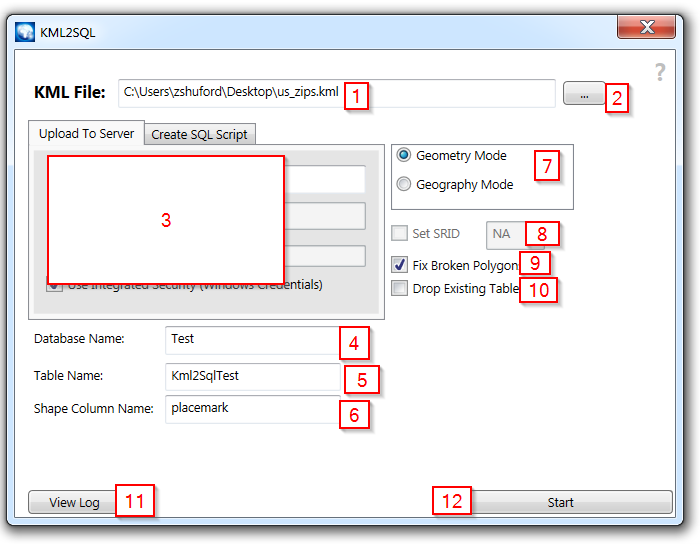 KML2SQL
X
?
KML File: C:\Users\zshuford\Desktop\us_zips.kml 1 ... 2
Upload To Server Create SQL Script
3
Use Integrated Security (Windows Credentials)
Geometry Mode
7
Geography Mode
Set SRID NA 8
Fix Broken Polygon 9
Drop Existing Table 10
Database Name: Test 4
Table Name: Kml2SqlTest 5
Shape Column Name: placemark 6
View Log 11 12 Start